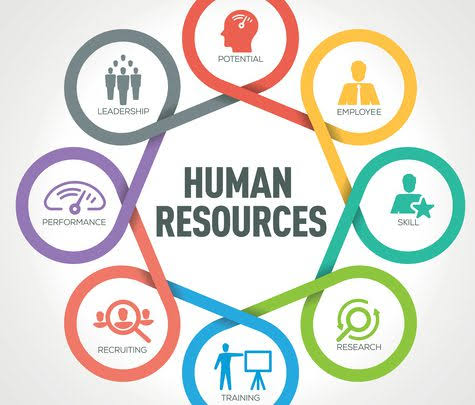 POTENTIAL
LEADERSHIP
EMPLOYEE
HUMAN
RESOURCES
PERFORMANCE
SKILL
RECRUITING
RESEARCH
TRAINING